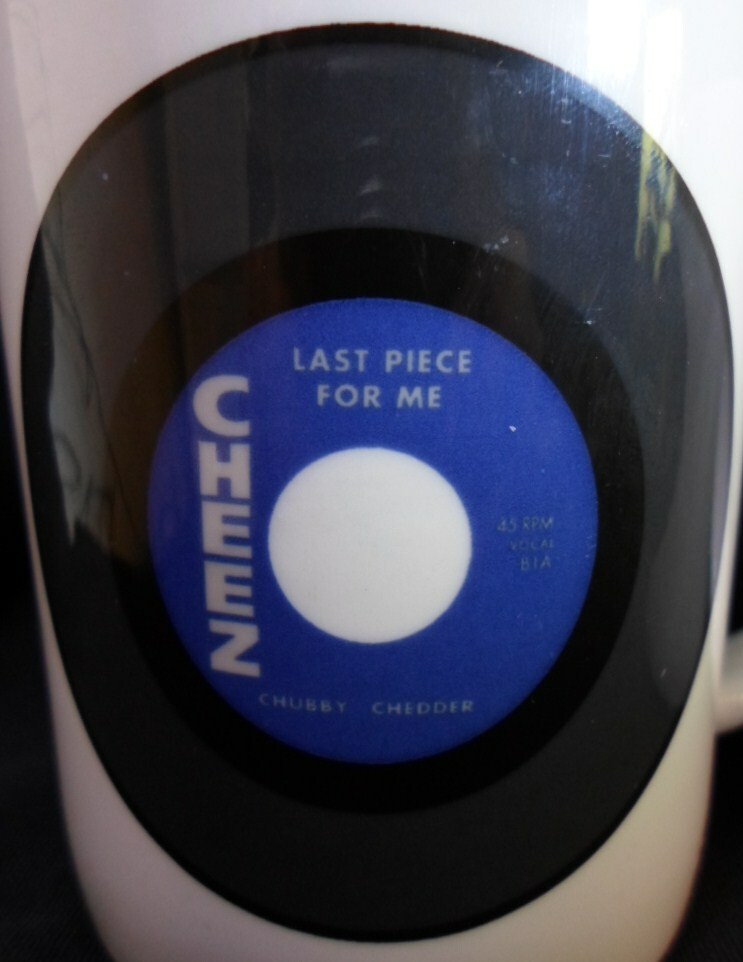 LAST PIECE
FOR ME
CHEEZ
45 RPM
VOCAL
B1A
CHUBBY CHEDDER